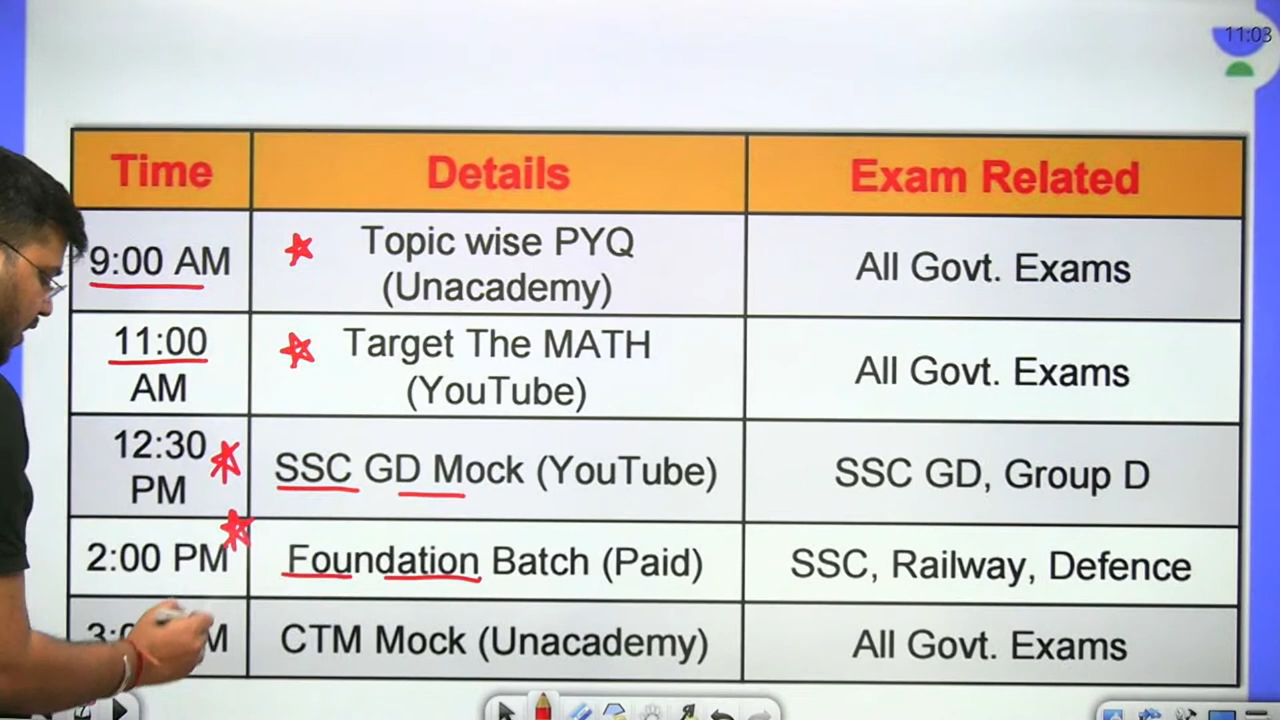 11:03
Time Details Exam Related
9:00 AM
Topic wise PYQ
(Unacademy)
All Govt. Exams
11:00
AM
Target The MATH
(YouTube)
All Govt. Exams
12:30
PM
SSC GD Mock (YouTube)
SSC GD, Group D
2:00 PM
Foundation Batch (Paid)
SSC, Railway, Defence
CTM Mock (Unacademy)
All Govt. Exams